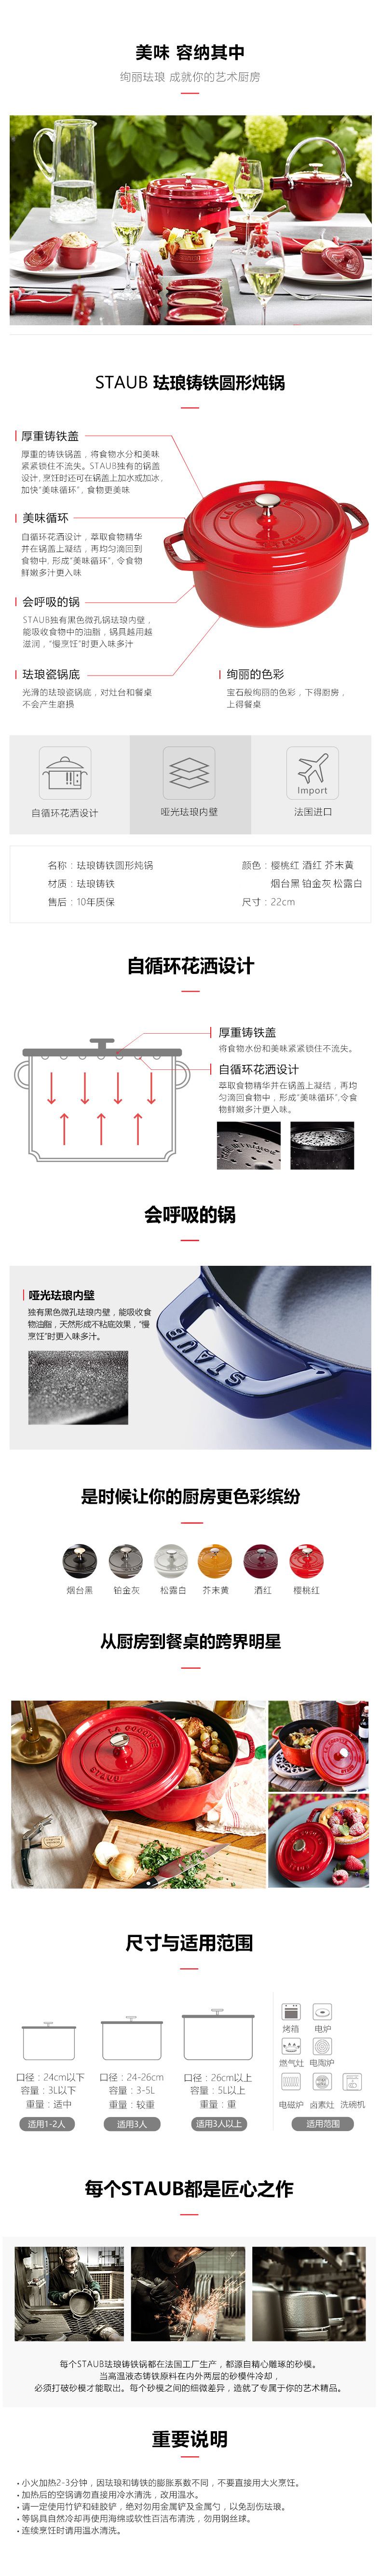 美味 容纳其中
绚丽珐琅 成就你的艺术厨房
STAUB 珐琅铸铁圆形炖锅
厚重铸铁盖
厚重的铸铁锅盖，将食物水分和美味
紧紧锁住不流失。STAUB独有的锅盖
设计，烹饪时还可在锅盖上加水或加冰，
加快“美味循环”，食物更美味
美味循环
自循环花洒设计，萃取食物精华
并在锅盖上凝结，再均匀滴回到
食物中，形成“美味循环”，令食物
鲜嫩多汁更入味
会呼吸的锅
STAUB独有黑色微孔锅珐琅内壁，
能吸收食物中的油脂，锅具越用越
滋润，“慢烹饪”时更入味多汁
珐琅瓷锅底
光滑的珐琅瓷锅底，对灶台和餐桌
不会产生磨损
绚丽的色彩
宝石般绚丽的色彩，下得厨房，
上得餐桌
LA COCOTTE
STAUB
自循环花洒设计
哑光珐琅内壁
Import
法国进口
名称：珐琅铸铁圆形炖锅
材质：珐琅铸铁
售后：10年质保
颜色：樱桃红 酒红 芥末黄
烟台黑 铂金灰 松露白
尺寸：22cm
自循环花洒设计
厚重铸铁盖
将食物水份和美味紧紧锁住不流失。
自循环花洒设计
萃取食物精华并在锅盖上凝结，再均
匀滴回食物中，形成“美味循环”，令食
物鲜嫩多汁更入味。
会呼吸的锅
哑光珐琅内壁
独有黑色微孔珐琅内壁，能吸收食
物油脂，天然形成不粘底效果，“慢
烹饪”时更入味多汁。
STAUB
是时候让你的厨房更色彩缤纷
烟台黑 铂金灰 松露白 芥末黄 酒红 樱桃红
从厨房到餐桌的跨界明星
LA COCOTTE
STAUB
尺寸与适用范围
口径：24cm以下
容量：3L以下
重量：适中
适用1-2人
口径：24-26cm
容量：3-5L
重量：较重
适用3人
口径：26cm以上
容量：5L以上
重量：重
适用3人以上
烤箱 电炉
燃气灶 电陶炉
电磁炉 卤素灶 洗碗机
适用范围
每个STAUB都是匠心之作
每个STAUB珐琅铸铁锅都在法国工厂生产，都源自精心雕琢的砂模。
当高温液态铸铁原料在内外两层的砂模件冷却，
必须打破砂模才能取出。每个砂模之间的细微差异，造就了专属于你的艺术精品。
重要说明
·小火加热2-3分钟，因珐琅和铸铁的膨胀系数不同，不要直接用大火烹饪。
·加热后的空锅请勿直接用冷水清洗，改用温水。
·请一定使用竹铲和硅胶铲，绝对勿用金属铲及金属勺，以免刮伤珐琅。
·等锅具自然冷却再使用海绵或软性百洁布清洗，勿用钢丝球。
·连续烹饪时请用温水清洗。